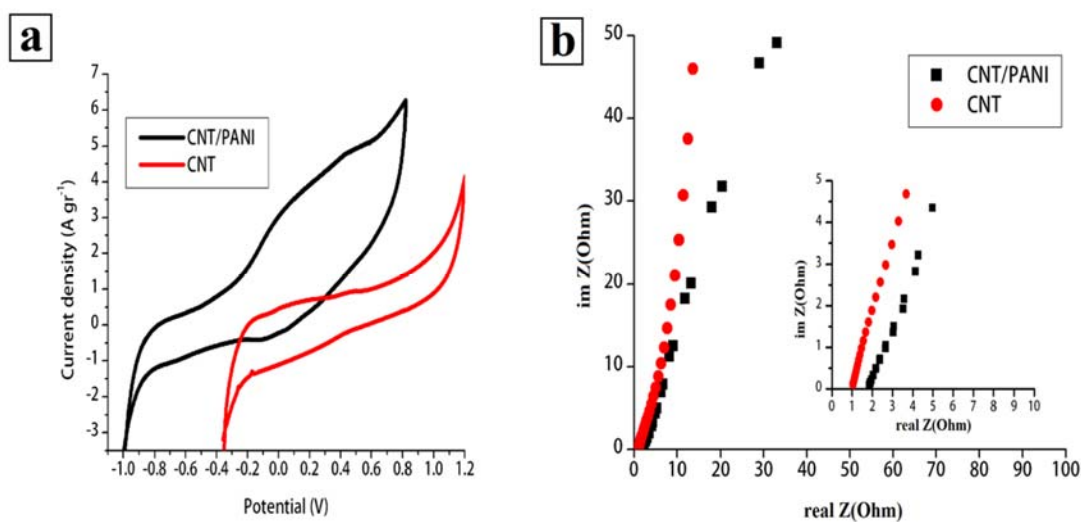 a
7
6
5
4
3
2
1
0
-1
-2
-3
Current density (A gr⁻¹)
CNT/PANI
CNT
-1.0 -0.8 -0.6 -0.4 -0.2 0.0 0.2 0.4 0.6 0.8 1.0 1.2
Potential (V)
b
50
40
30
20
10
0
im Z(Ohm)
CNT/PANI
CNT
5
4
3
2
1
0
im Z(Ohm)
0 1 2 3 4 5 6 7 8 9 10
real Z(Ohm)
0 10 20 30 40 50 60 70 80 90 100
real Z(Ohm)